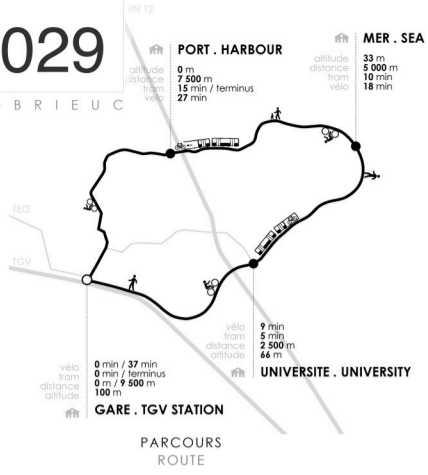 RN 12
029
BRIEUC
PORT . HARBOUR
altitude 0 m
distance 7 500 m
tram 15 min / terminus
vélo 27 min
MER . SEA
altitude 33 m
distance 5 000 m
tram 10 min
vélo 18 min
TEO
TGV
vélo 9 min
tram 5 min
distance 2 500 m
altitude 66 m
UNIVERSITE . UNIVERSITY
vélo 0 min / 37 min
tram 0 min / terminus
distance 0 m / 9 500 m
altitude 100 m
GARE . TGV STATION
PARCOURS
ROUTE